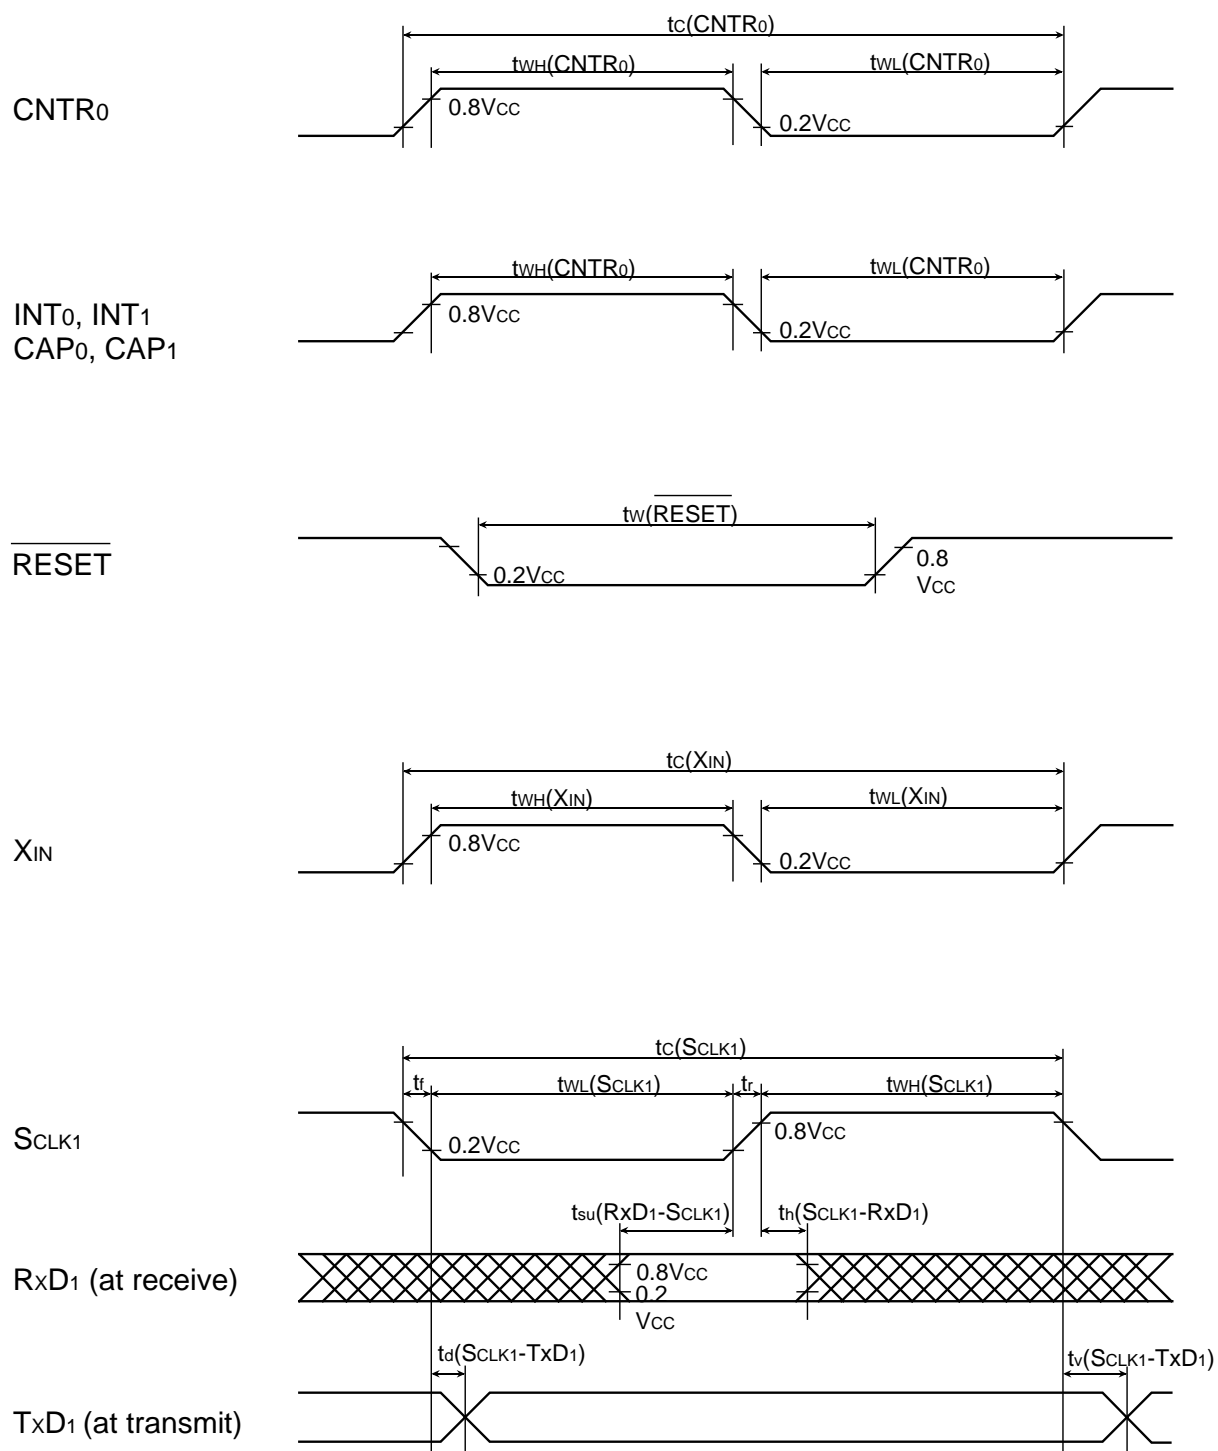 tC(CNTR0)
tWH(CNTR0) tWL(CNTR0)
CNTR0
0.8VCC
0.2VCC
tWH(CNTR0) tWL(CNTR0)
INT0, INT1
CAP0, CAP1
0.8VCC
0.2VCC
tW(RESET)
RESET
0.2VCC
0.8
VCC
tC(XIN)
tWH(XIN) tWL(XIN)
XIN
0.8VCC
0.2VCC
tC(SCLK1)
tf tWL(SCLK1) tr tWH(SCLK1)
SCLK1
0.2VCC
0.8VCC
tsu(RxD1-SCLK1) th(SCLK1-RxD1)
RXD1 (at receive)
0.8VCC
0.2
VCC
td(SCLK1-TxD1) tv(SCLK1-TxD1)
TXD1 (at transmit)